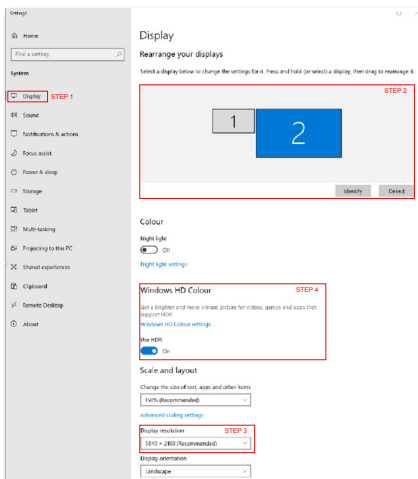 Settings
Home
Find a setting
System
Display
STEP 1
Sound
Notifications & actions
Focus assist
Power & sleep
Storage
Tablet
Multi-tasking
Projecting to this PC
Shared experiences
Clipboard
Remote Desktop
About
Display
Rearrange your displays
Select a display below to change the settings for it. Press and hold (or select) a display, then drag to rearrange it.
STEP 2
1
2
Identify
Detect
Colour
Night light
Off
Night light settings
Windows HD Colour
STEP 4
Get a brighter and more vibrant picture for videos, games and apps that
support HDR.
Windows HD Colour settings
Use HDR
On
Scale and layout
Change the size of text, apps and other items
150% (Recommended)
Advanced scaling settings
Display resolution
STEP 3
3840 × 2160 (Recommended)
Display orientation
Landscape